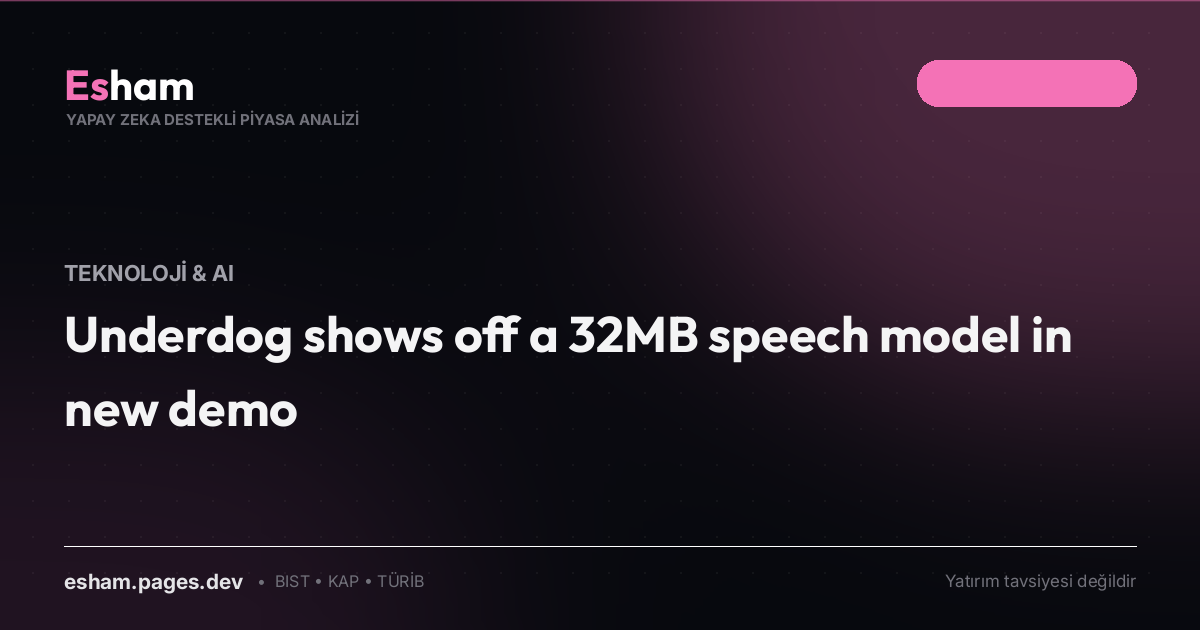 Esham
YAPAY ZEKA DESTEKLİ PİYASA ANALİZİ
TEKNOLOJİ & AI
Underdog shows off a 32MB speech model in
new demo
esham.pages.dev • BIST • KAP • TÜRİB
Yatırım tavsiyesi değildir